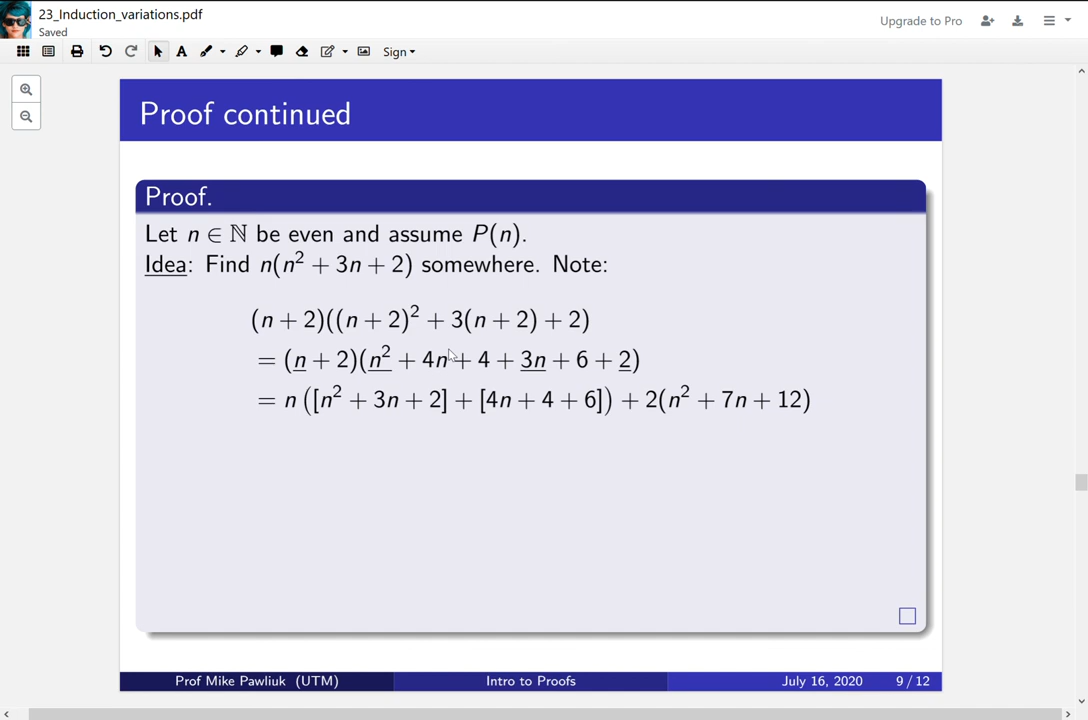 23_Induction_variations.pdf
Saved
Upgrade to Pro
A
Sign
Proof continued
Proof.
Let n ∈ ℕ be even and assume P(n).
Idea: Find n(n² + 3n + 2) somewhere. Note:
(n + 2)((n + 2)² + 3(n + 2) + 2)
= (n + 2)(n² + 4n + 4 + 3n + 6 + 2)
= n([n² + 3n + 2] + [4n + 4 + 6]) + 2(n² + 7n + 12)
□
Prof Mike Pawliuk (UTM) Intro to Proofs July 16, 2020 9 / 12